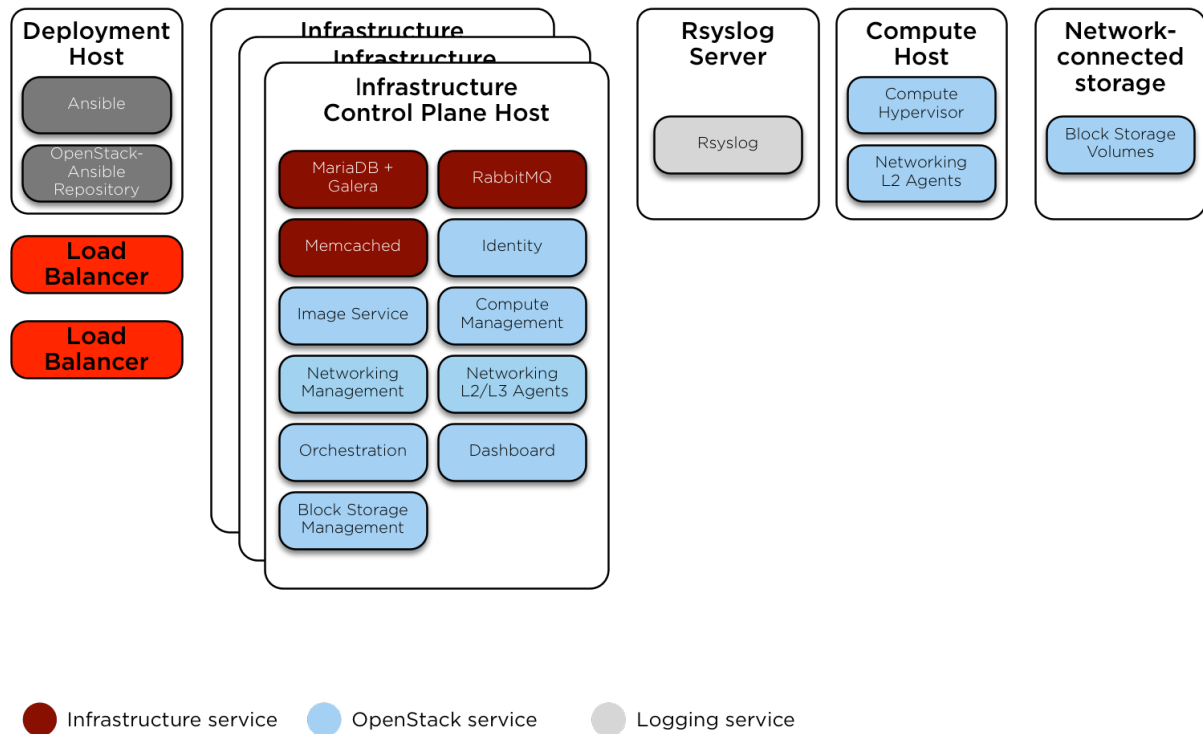 Deployment
Host
Ansible
OpenStack-
Ansible
Repository
Load
Balancer
Load
Balancer
Infrastructure
Infrastructure
Infrastructure
Control Plane Host
MariaDB +
Galera
RabbitMQ
Memcached
Identity
Image Service
Compute
Management
Networking
Management
Networking
L2/L3 Agents
Orchestration
Dashboard
Block Storage
Management
Rsyslog
Server
Rsyslog
Compute
Host
Compute
Hypervisor
Networking
L2 Agents
Network-
connected
storage
Block Storage
Volumes
Infrastructure service
OpenStack service
Logging service